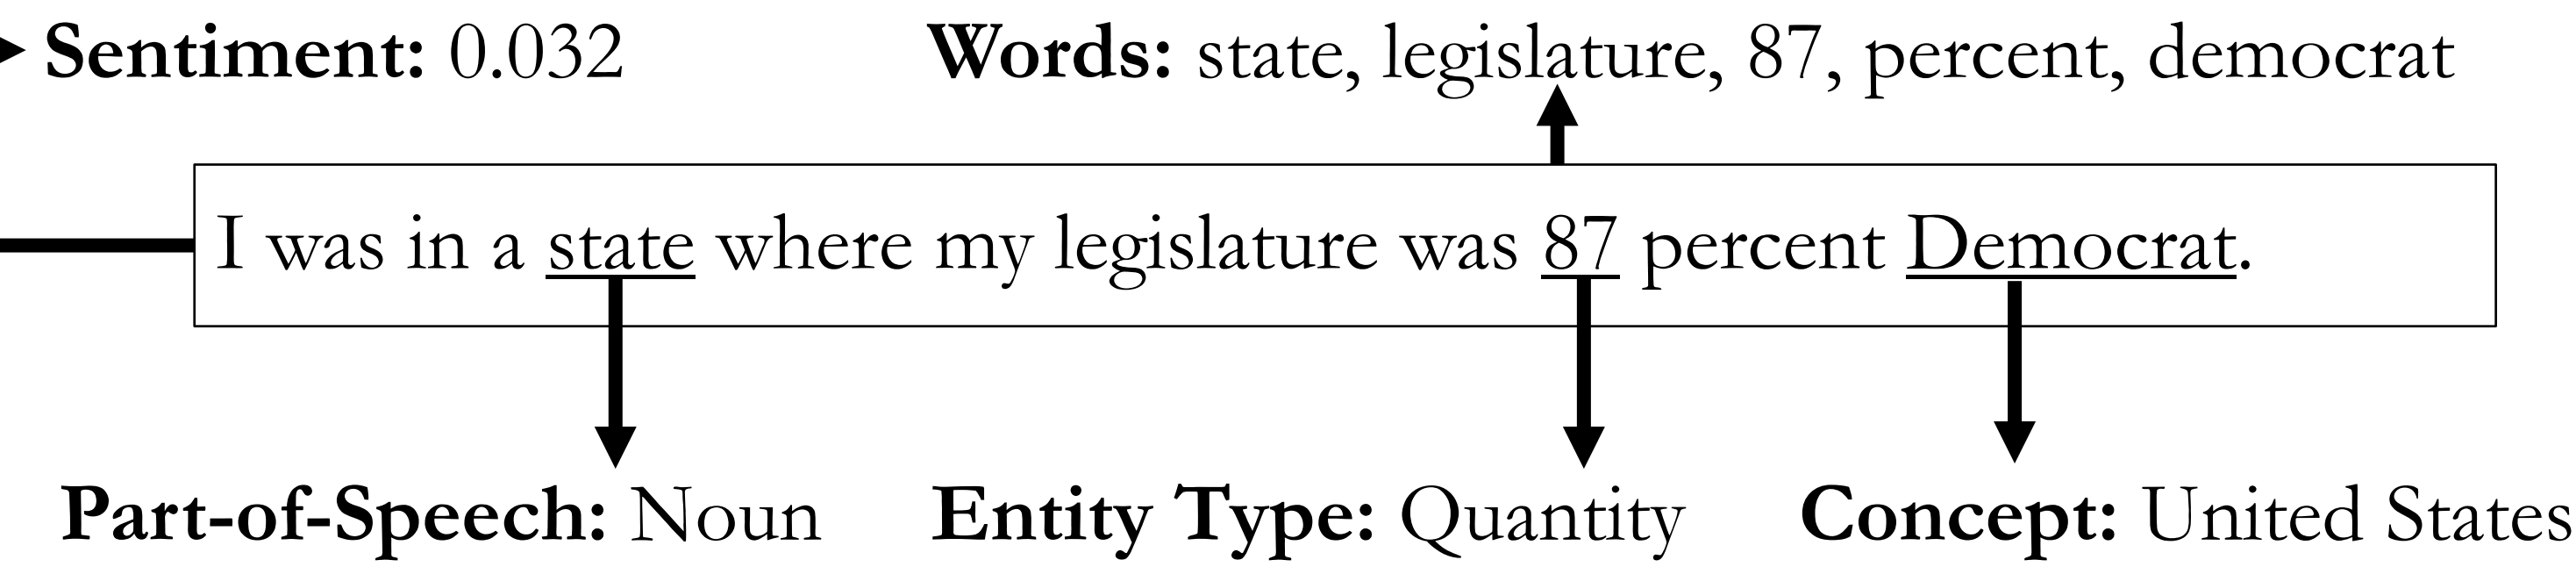 Sentiment: 0.032 Words: state, legislature, 87, percent, democrat
I was in a state where my legislature was 87 percent Democrat.
Part-of-Speech: Noun Entity Type: Quantity Concept: United States